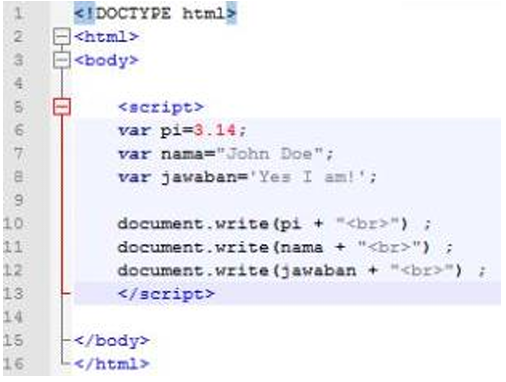 1 <!DOCTYPE html>
2 <html>
3 <body>
4
5 <script>
6 var pi=3.14;
7 var nama="John Doe";
8 var jawaban='Yes I am!';
9
10 document.write(pi + "<br>") ;
11 document.write(nama + "<br>") ;
12 document.write(jawaban + "<br>") ;
13 </script>
14
15 </body>
16 </html>